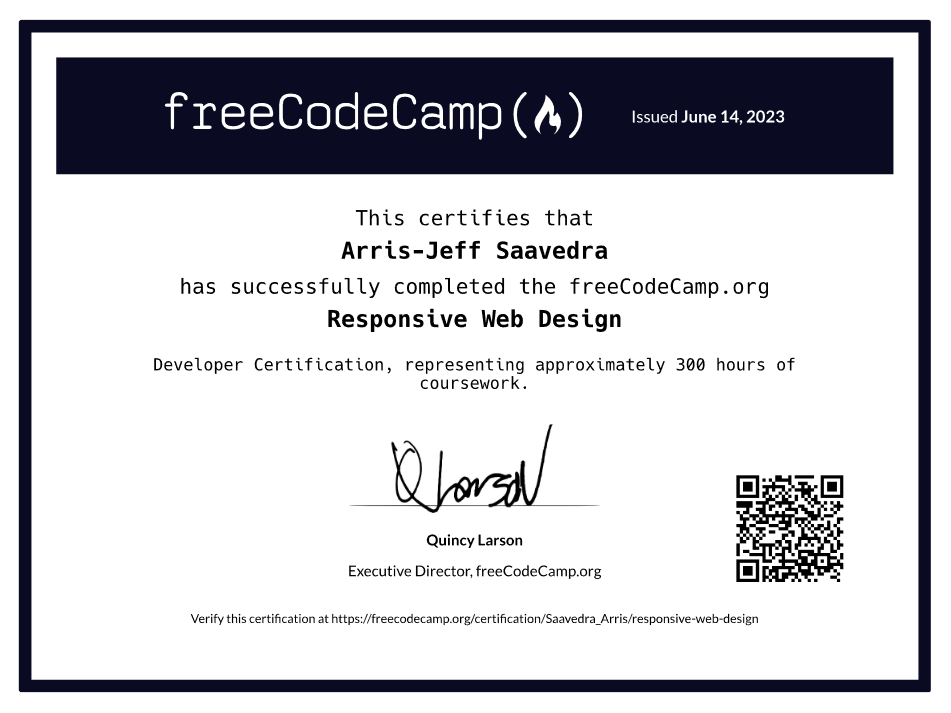 freeCodeCamp(🔥)
Issued June 14, 2023
This certifies that
Arris-Jeff Saavedra
has successfully completed the freeCodeCamp.org
Responsive Web Design
Developer Certification, representing approximately 300 hours of
coursework.
Q Larson
Quincy Larson
Executive Director, freeCodeCamp.org
Verify this certification at https://freecodecamp.org/certification/Saavedra_Arris/responsive-web-design